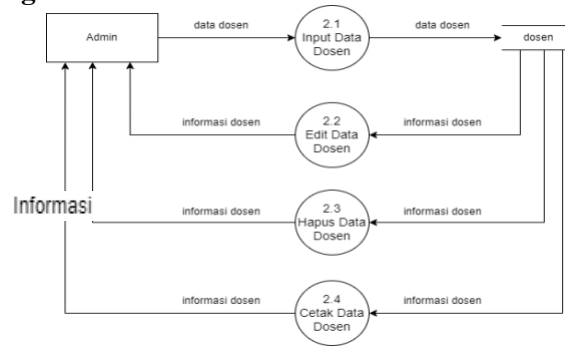 g
Admin
data dosen
2.1
Input Data
Dosen
data dosen
dosen
informasi dosen
2.2
Edit Data
Dosen
informasi dosen
Informasi
informasi dosen
2.3
Hapus Data
Dosen
informasi dosen
informasi dosen
2.4
Cetak Data
Dosen
informasi dosen